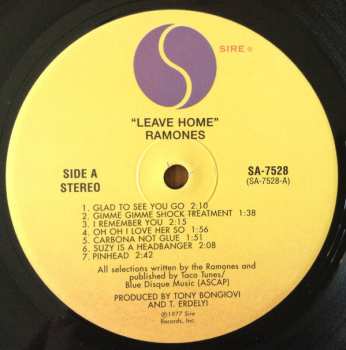 SIRE ®
"LEAVE HOME"
RAMONES
SIDE A
STEREO
SA-7528
(SA-7528-A)
1. GLAD TO SEE YOU GO 2:10
2. GIMME GIMME SHOCK TREATMENT 1:38
3. I REMEMBER YOU 2:15
4. OH OH I LOVE HER SO 1:56
5. CARBONA NOT GLUE 1:51
6. SUZY IS A HEADBANGER 2:08
7. PINHEAD 2:42
All selections written by the Ramones and
published by Taco Tunes/
Blue Disque Music (ASCAP)
PRODUCED BY TONY BONGIOVI
AND T. ERDELYI
℗1977 Sire
Records, Inc.